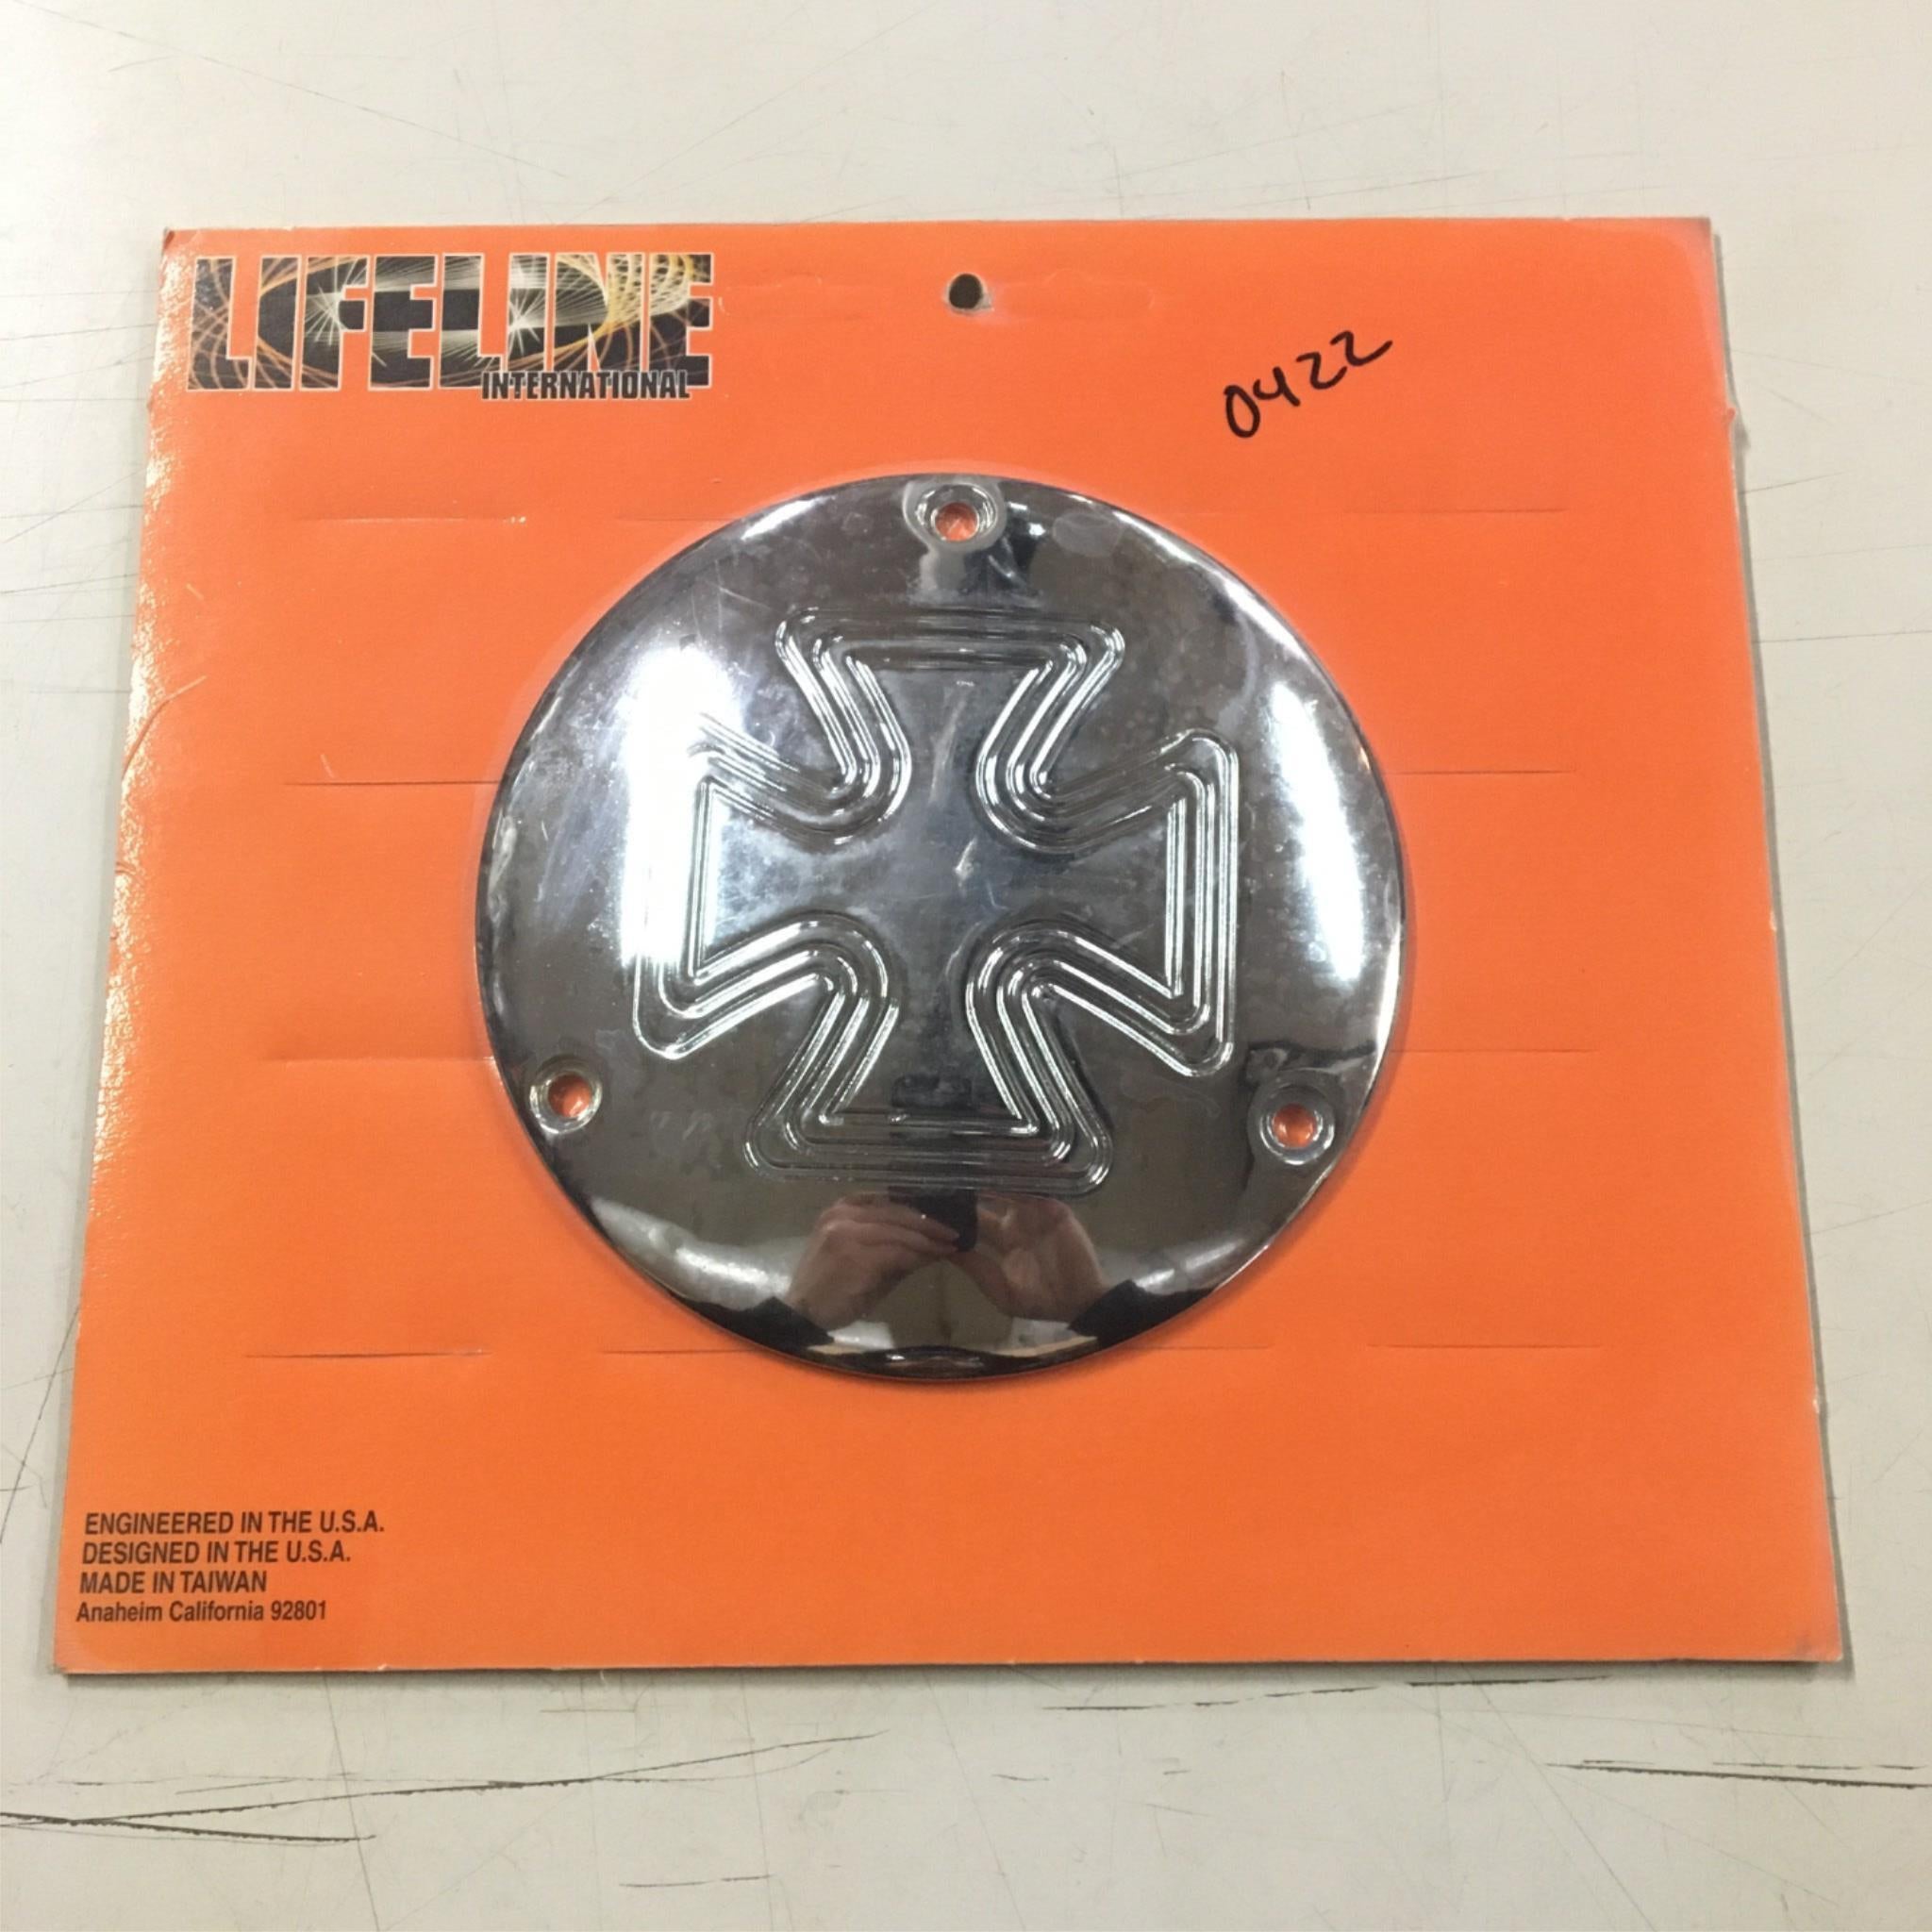 LIFELINE
INTERNATIONAL
0422
ENGINEERED IN THE U.S.A.
DESIGNED IN THE U.S.A.
MADE IN TAIWAN
Anaheim California 92801